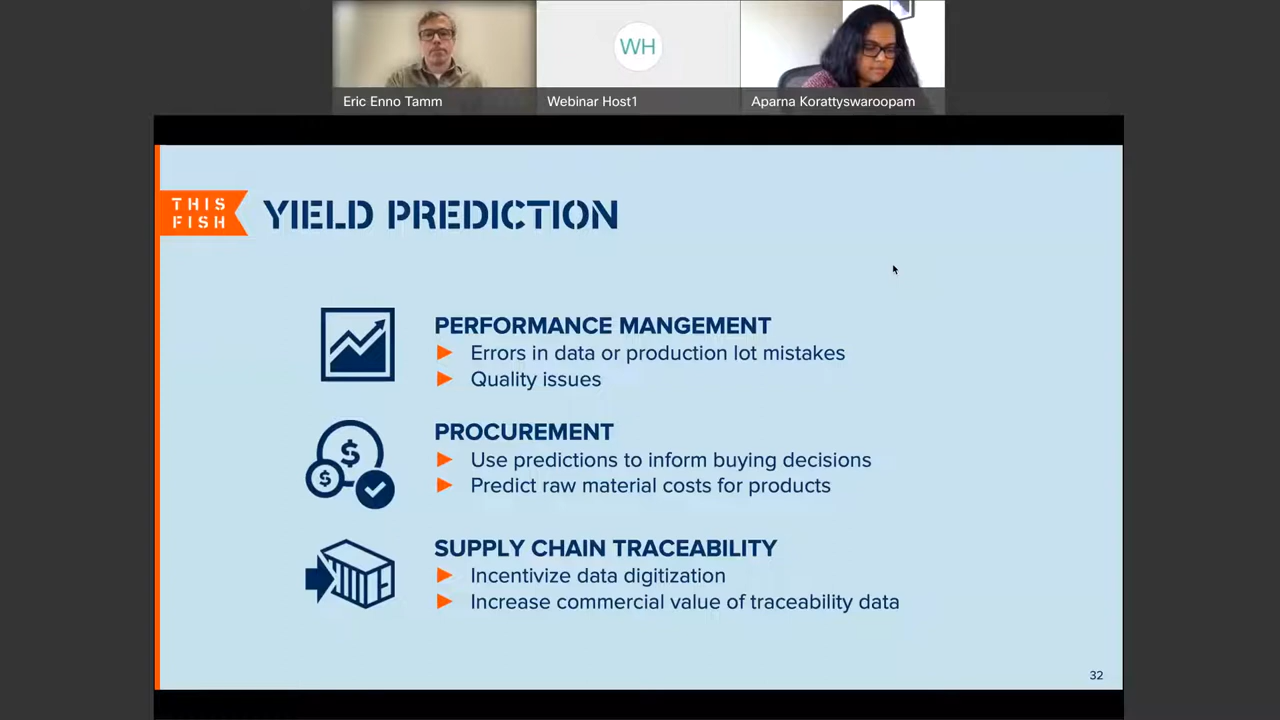 WH
Eric Enno Tamm
Webinar Host1
Aparna Korattyswaroopam
THIS
FISH
YIELD PREDICTION
PERFORMANCE MANGEMENT
Errors in data or production lot mistakes
Quality issues
$
$
PROCUREMENT
Use predictions to inform buying decisions
Predict raw material costs for products
SUPPLY CHAIN TRACEABILITY
Incentivize data digitization
Increase commercial value of traceability data
32